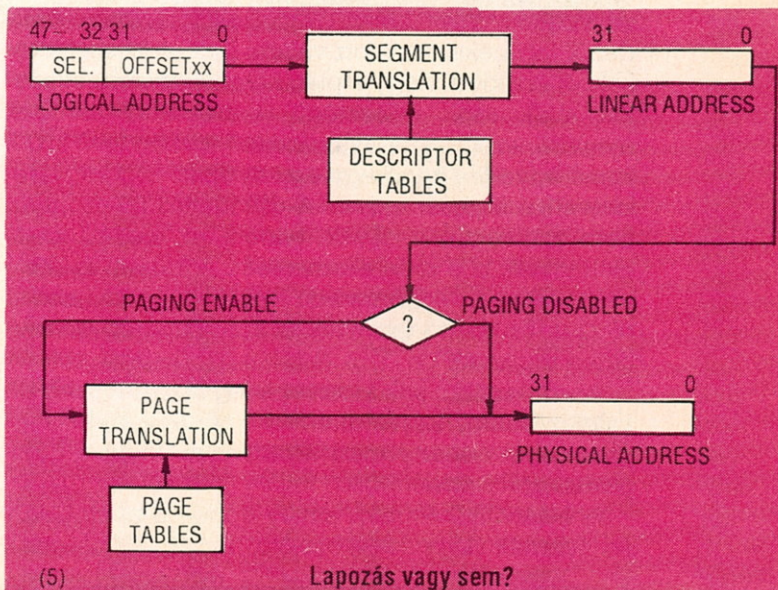 47– 32 31 0
SEL. OFFSETxx
LOGICAL ADDRESS
SEGMENT
TRANSLATION
31 0
LINEAR ADDRESS
DESCRIPTOR
TABLES
PAGING ENABLE
?
PAGING DISABLED
PAGE
TRANSLATION
31 0
PHYSICAL ADDRESS
PAGE
TABLES
(5) Lapozás vagy sem?